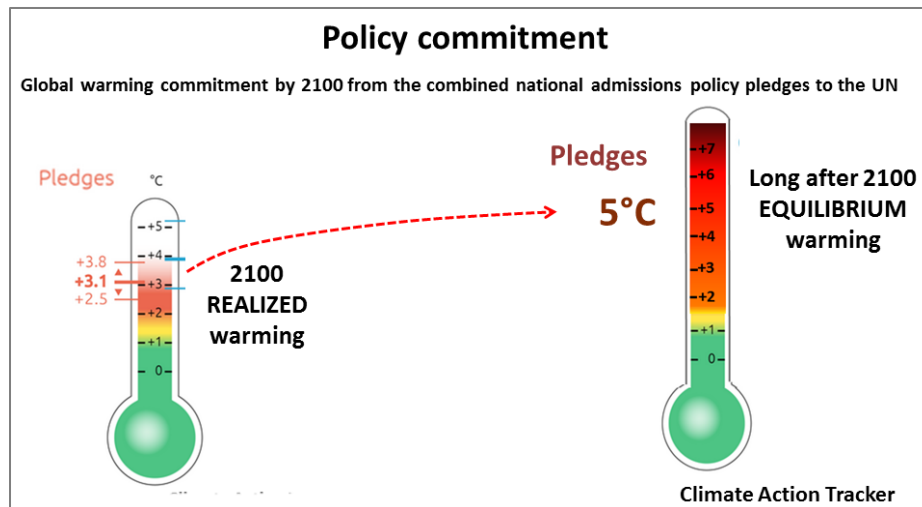 Policy commitment
Global warming commitment by 2100 from the combined national admissions policy pledges to the UN
Pledges
°C
+5
+4
+3.8
+3.1
+3
+2.5
+2
+1
0
2100
REALIZED
warming
Pledges
5°C
+7
+6
+5
+4
+3
+2
+1
0
Long after 2100
EQUILIBRIUM
warming
Climate Action Tracker